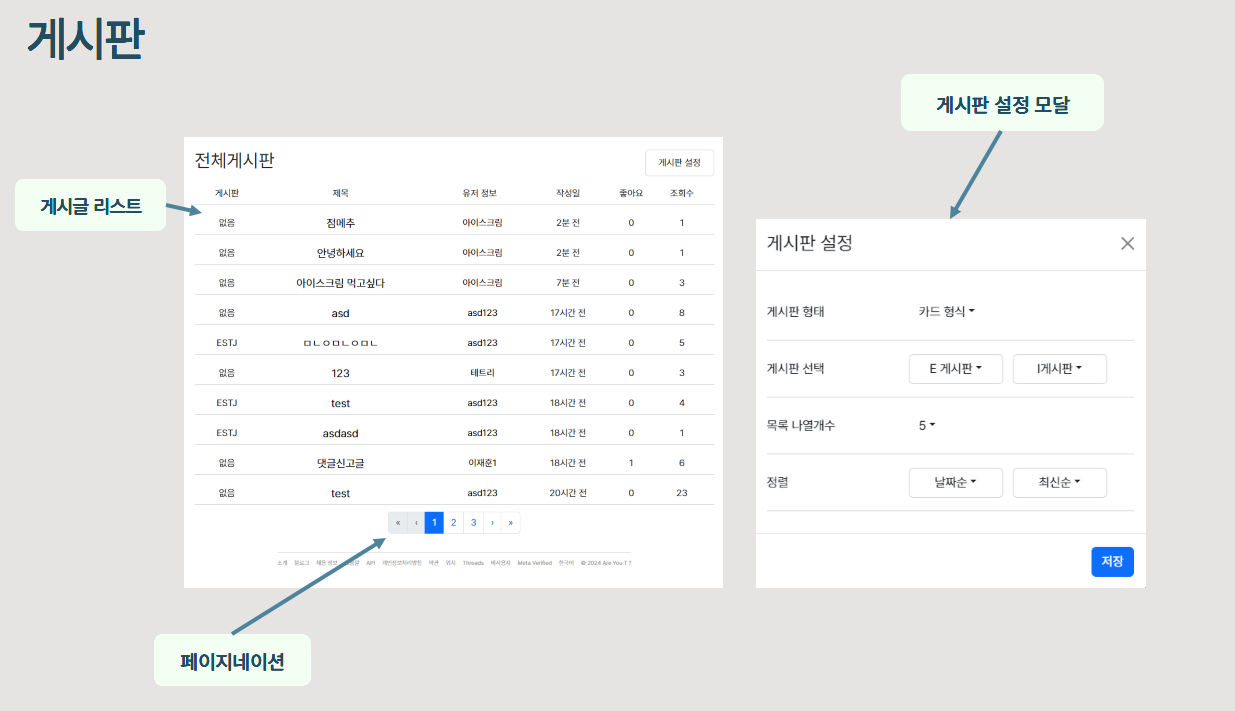 게시판
게시판 설정 모달
게시글 리스트
전체게시판
게시판 설정
게시판 제목 유저 정보 작성일 좋아요 조회수
없음 점메추 아이스크림 2분 전 0 1
없음 안녕하세요 아이스크림 2분 전 0 1
없음 아이스크림 먹고싶다 아이스크림 7분 전 0 3
없음 asd asd123 17시간 전 0 8
ESTJ ㅁㄴㅇㅁㄴㅇㅁㄴ asd123 17시간 전 0 5
없음 123 테트리 17시간 전 0 3
ESTJ test asd123 18시간 전 0 4
ESTJ asdasd asd123 18시간 전 0 1
없음 댓글신고글 이재훈1 18시간 전 1 6
없음 test asd123 20시간 전 0 23
« ‹ 1 2 3 › »
소개 블로그 채용 정보 API 개인정보처리방침 약관 위치 Threads Meta Verified 한국어 © 2024 Are You T ?
페이지네이션
게시판 설정
게시판 형태 카드 형식
게시판 선택 E 게시판 I게시판
목록 나열개수 5
정렬 날짜순 최신순
저장